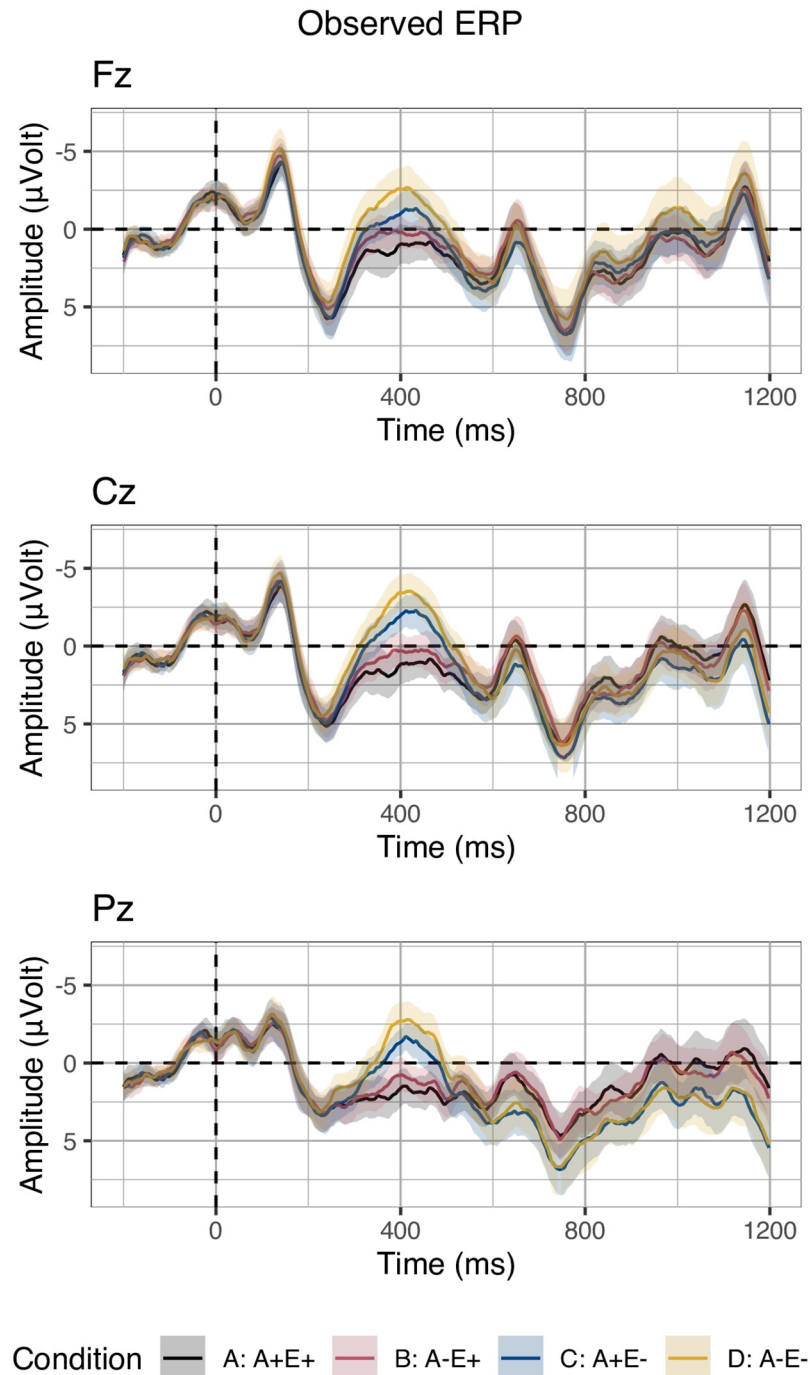 Observed ERP
Fz
Amplitude (µVolt)
-5
0
5
0
400
800
1200
Time (ms)
Cz
Amplitude (µVolt)
-5
0
5
0
400
800
1200
Time (ms)
Pz
Amplitude (µVolt)
-5
0
5
0
400
800
1200
Time (ms)
Condition A: A+E+ B: A-E+ C: A+E- D: A-E-